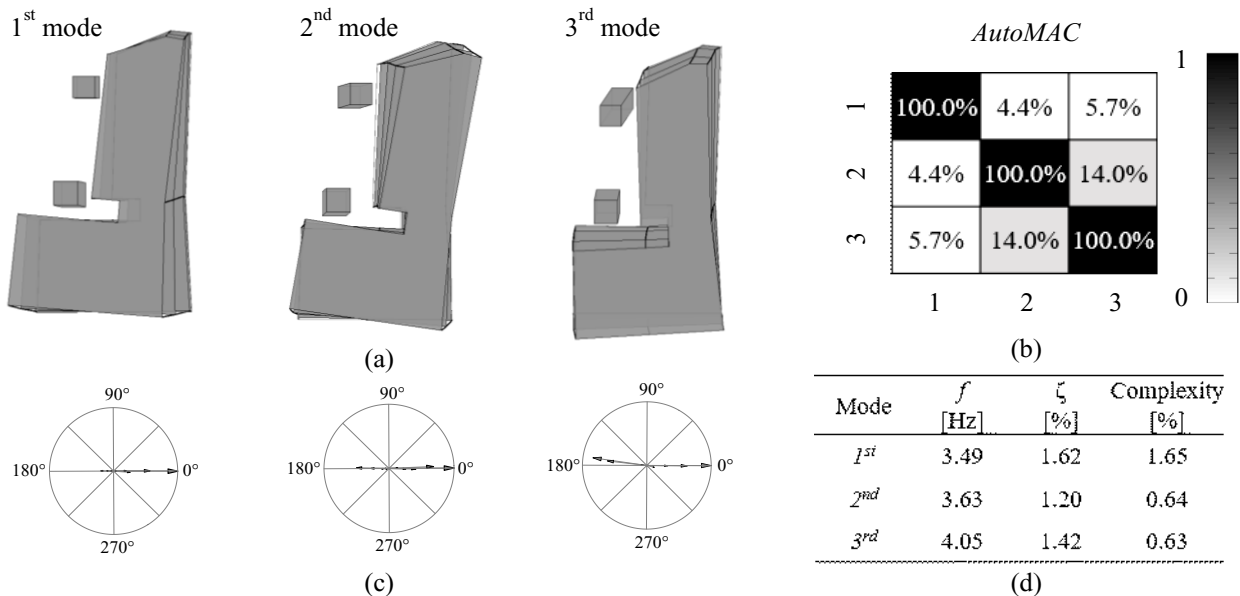 1st mode
2nd mode
3rd mode
(a)
AutoMAC
1
0
1
100.0% 4.4% 5.7%
2
4.4% 100.0% 14.0%
3
5.7% 14.0% 100.0%
1 2 3
(b)
90°
180°
0°
270°
90°
180°
0°
270°
90°
180°
0°
270°
(c)
Mode f [Hz] ζ [%] Complexity [%]
1st 3.49 1.62 1.65
2nd 3.63 1.20 0.64
3rd 4.05 1.42 0.63
(d)